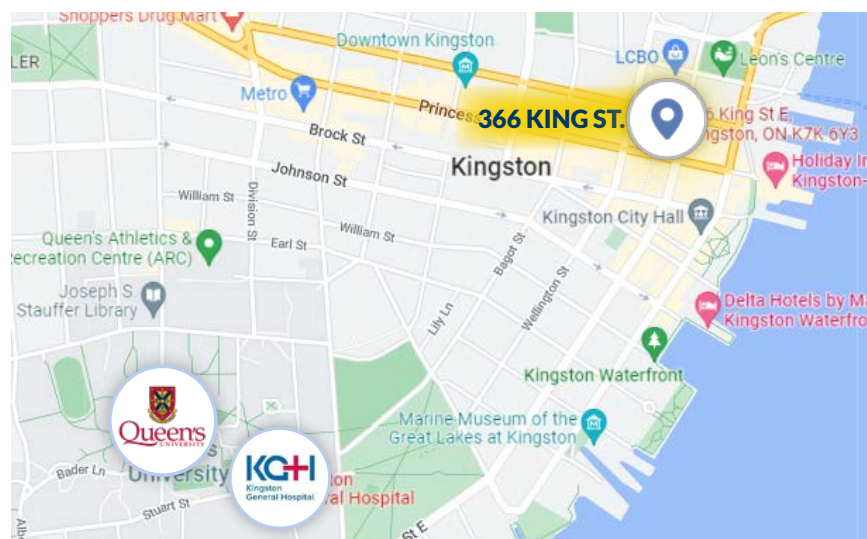 Shoppers Drug Mart
LER
Downtown Kingston
LCBO
Leon's Centre
Metro
Princes
366 KING ST.
6 King St E,
ngston, ON K7K 6Y3
Brock St
Kingston
Holiday In
Kingston-
Johnson St
William St
Division St
Kingston City Hall
Queen's Athletics &
ecreation Centre (ARC)
Earl St
William St
Bagot St
Joseph S.
Stauffer Library
Lily Ln
Wellington St
Delta Hotels by Ma
Kingston Waterfro
Kingston Waterfront
Marine Museum of the
Great Lakes at Kingston
Queen's
UNIVERSITY
s
University
Bader Ln
KGH
Kingston
General Hospital
ton
al Hospital
Stuart St
St E
Albe